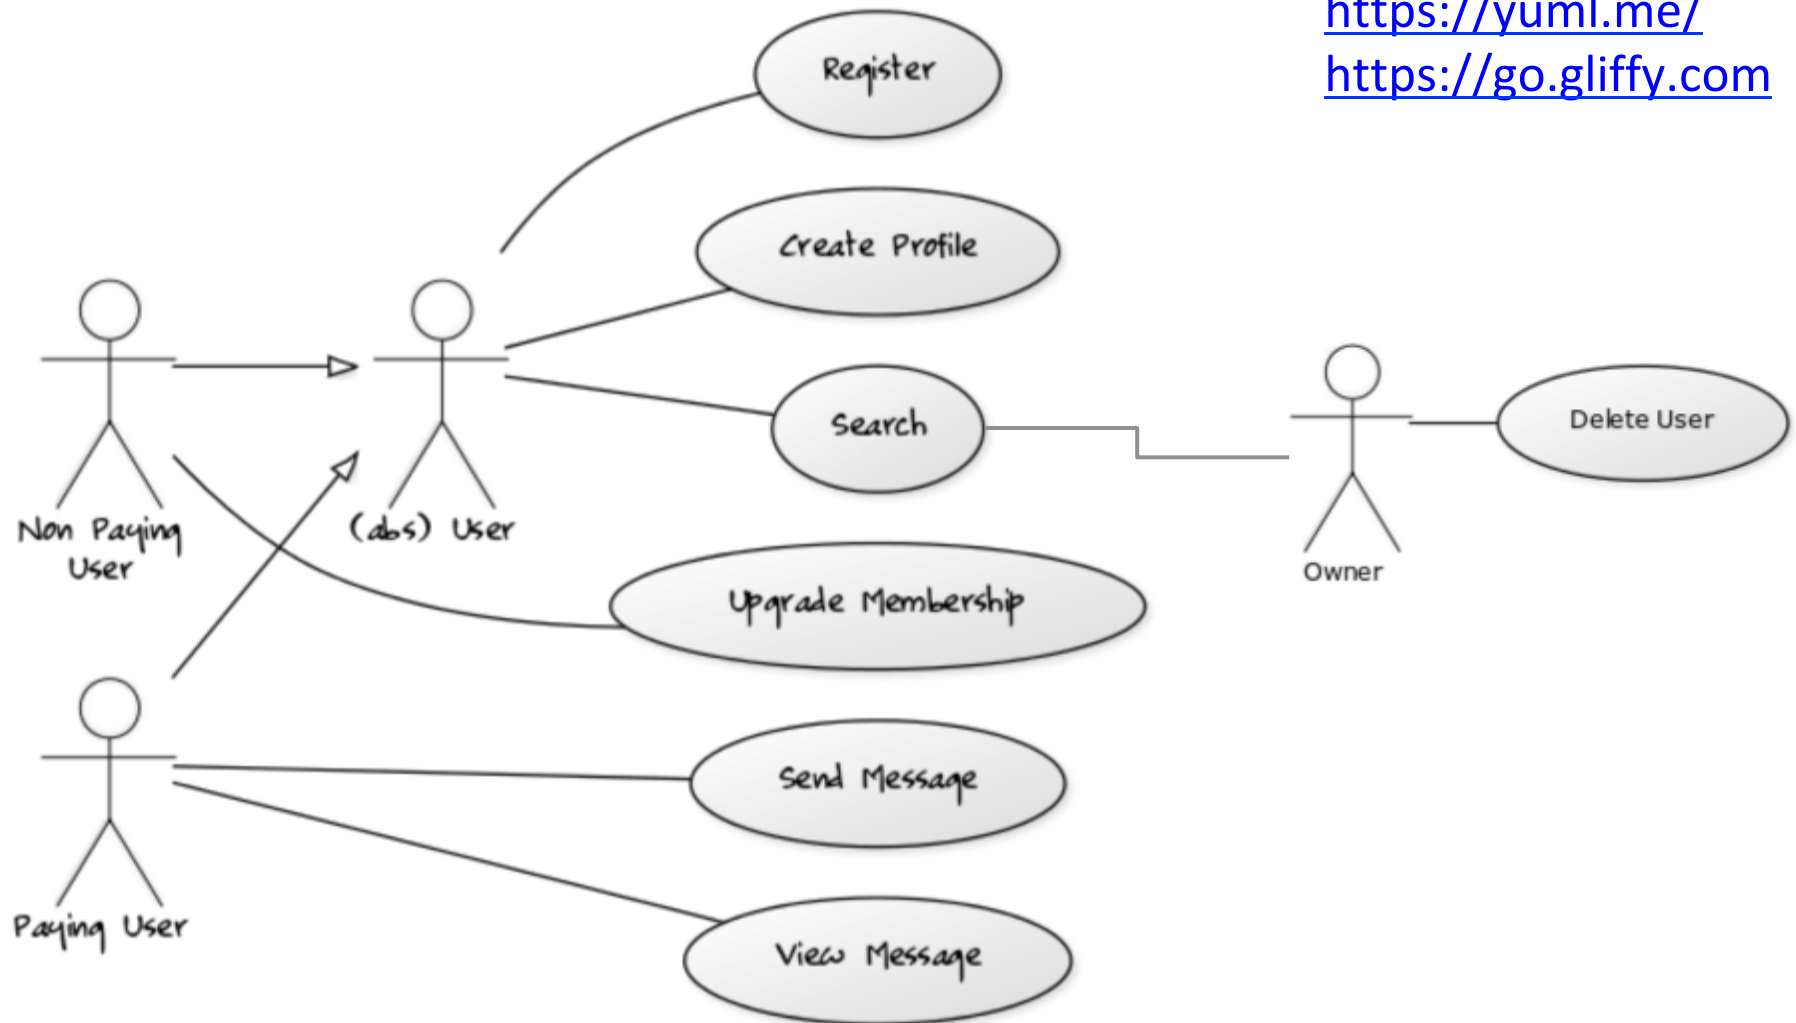 https://yuml.me/
https://go.gliffy.com
Register
Create Profile
Search
Delete User
Non Paying
User
(abs) User
Owner
Upgrade Membership
Send Message
Paying User
View Message